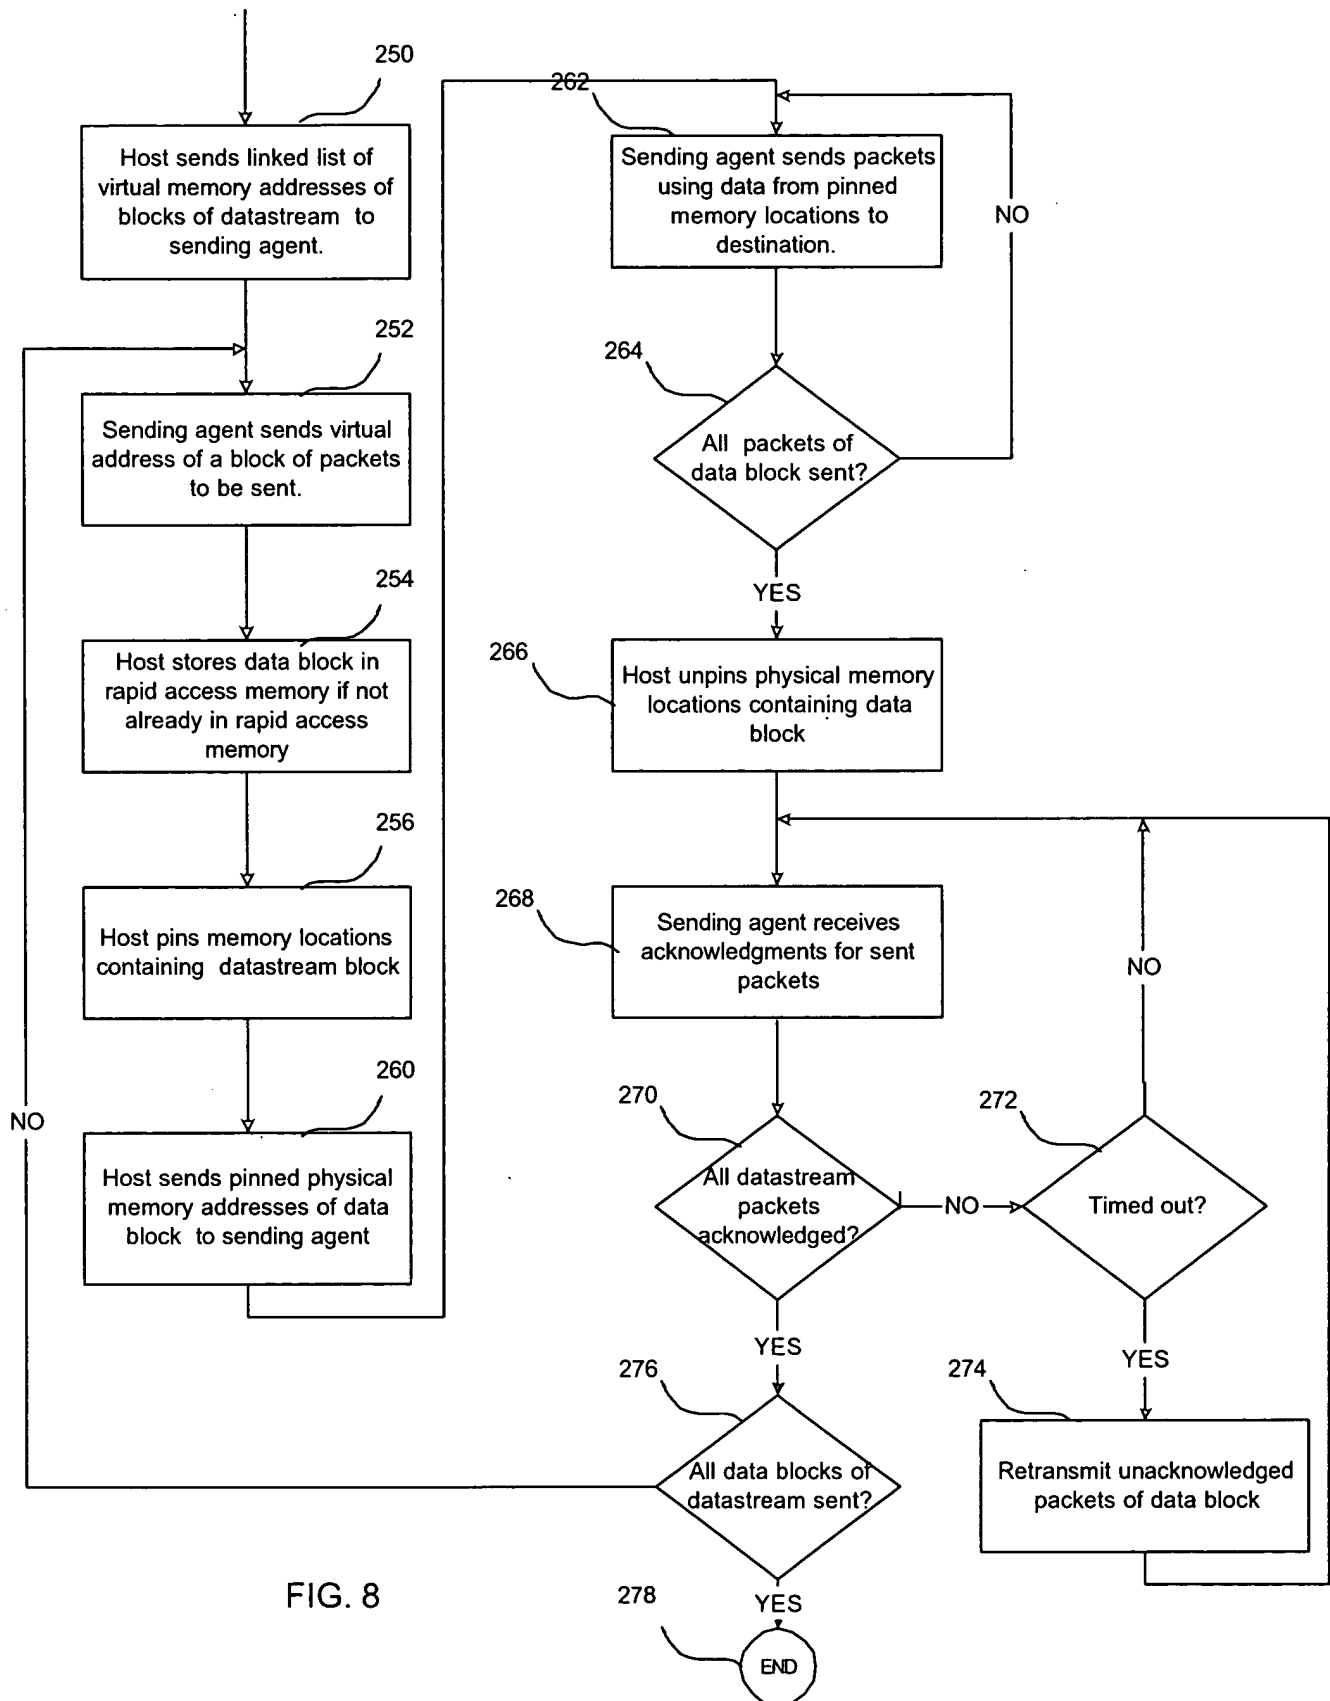 250
Host sends linked list of
virtual memory addresses of
blocks of datastream to
sending agent.
252
Sending agent sends virtual
address of a block of packets
to be sent.
254
Host stores data block in
rapid access memory if not
already in rapid access
memory
256
Host pins memory locations
containing datastream block
260
Host sends pinned physical
memory addresses of data
block to sending agent
NO
262
Sending agent sends packets
using data from pinned
memory locations to
destination.
NO
264
All packets of
data block sent?
YES
266
Host unpins physical memory
locations containing data
block
268
Sending agent receives
acknowledgments for sent
packets
NO
270
All datastream
packets
acknowledged?
NO
272
Timed out?
YES
YES
274
Retransmit unacknowledged
packets of data block
276
All data blocks of
datastream sent?
YES
278
END
FIG. 8